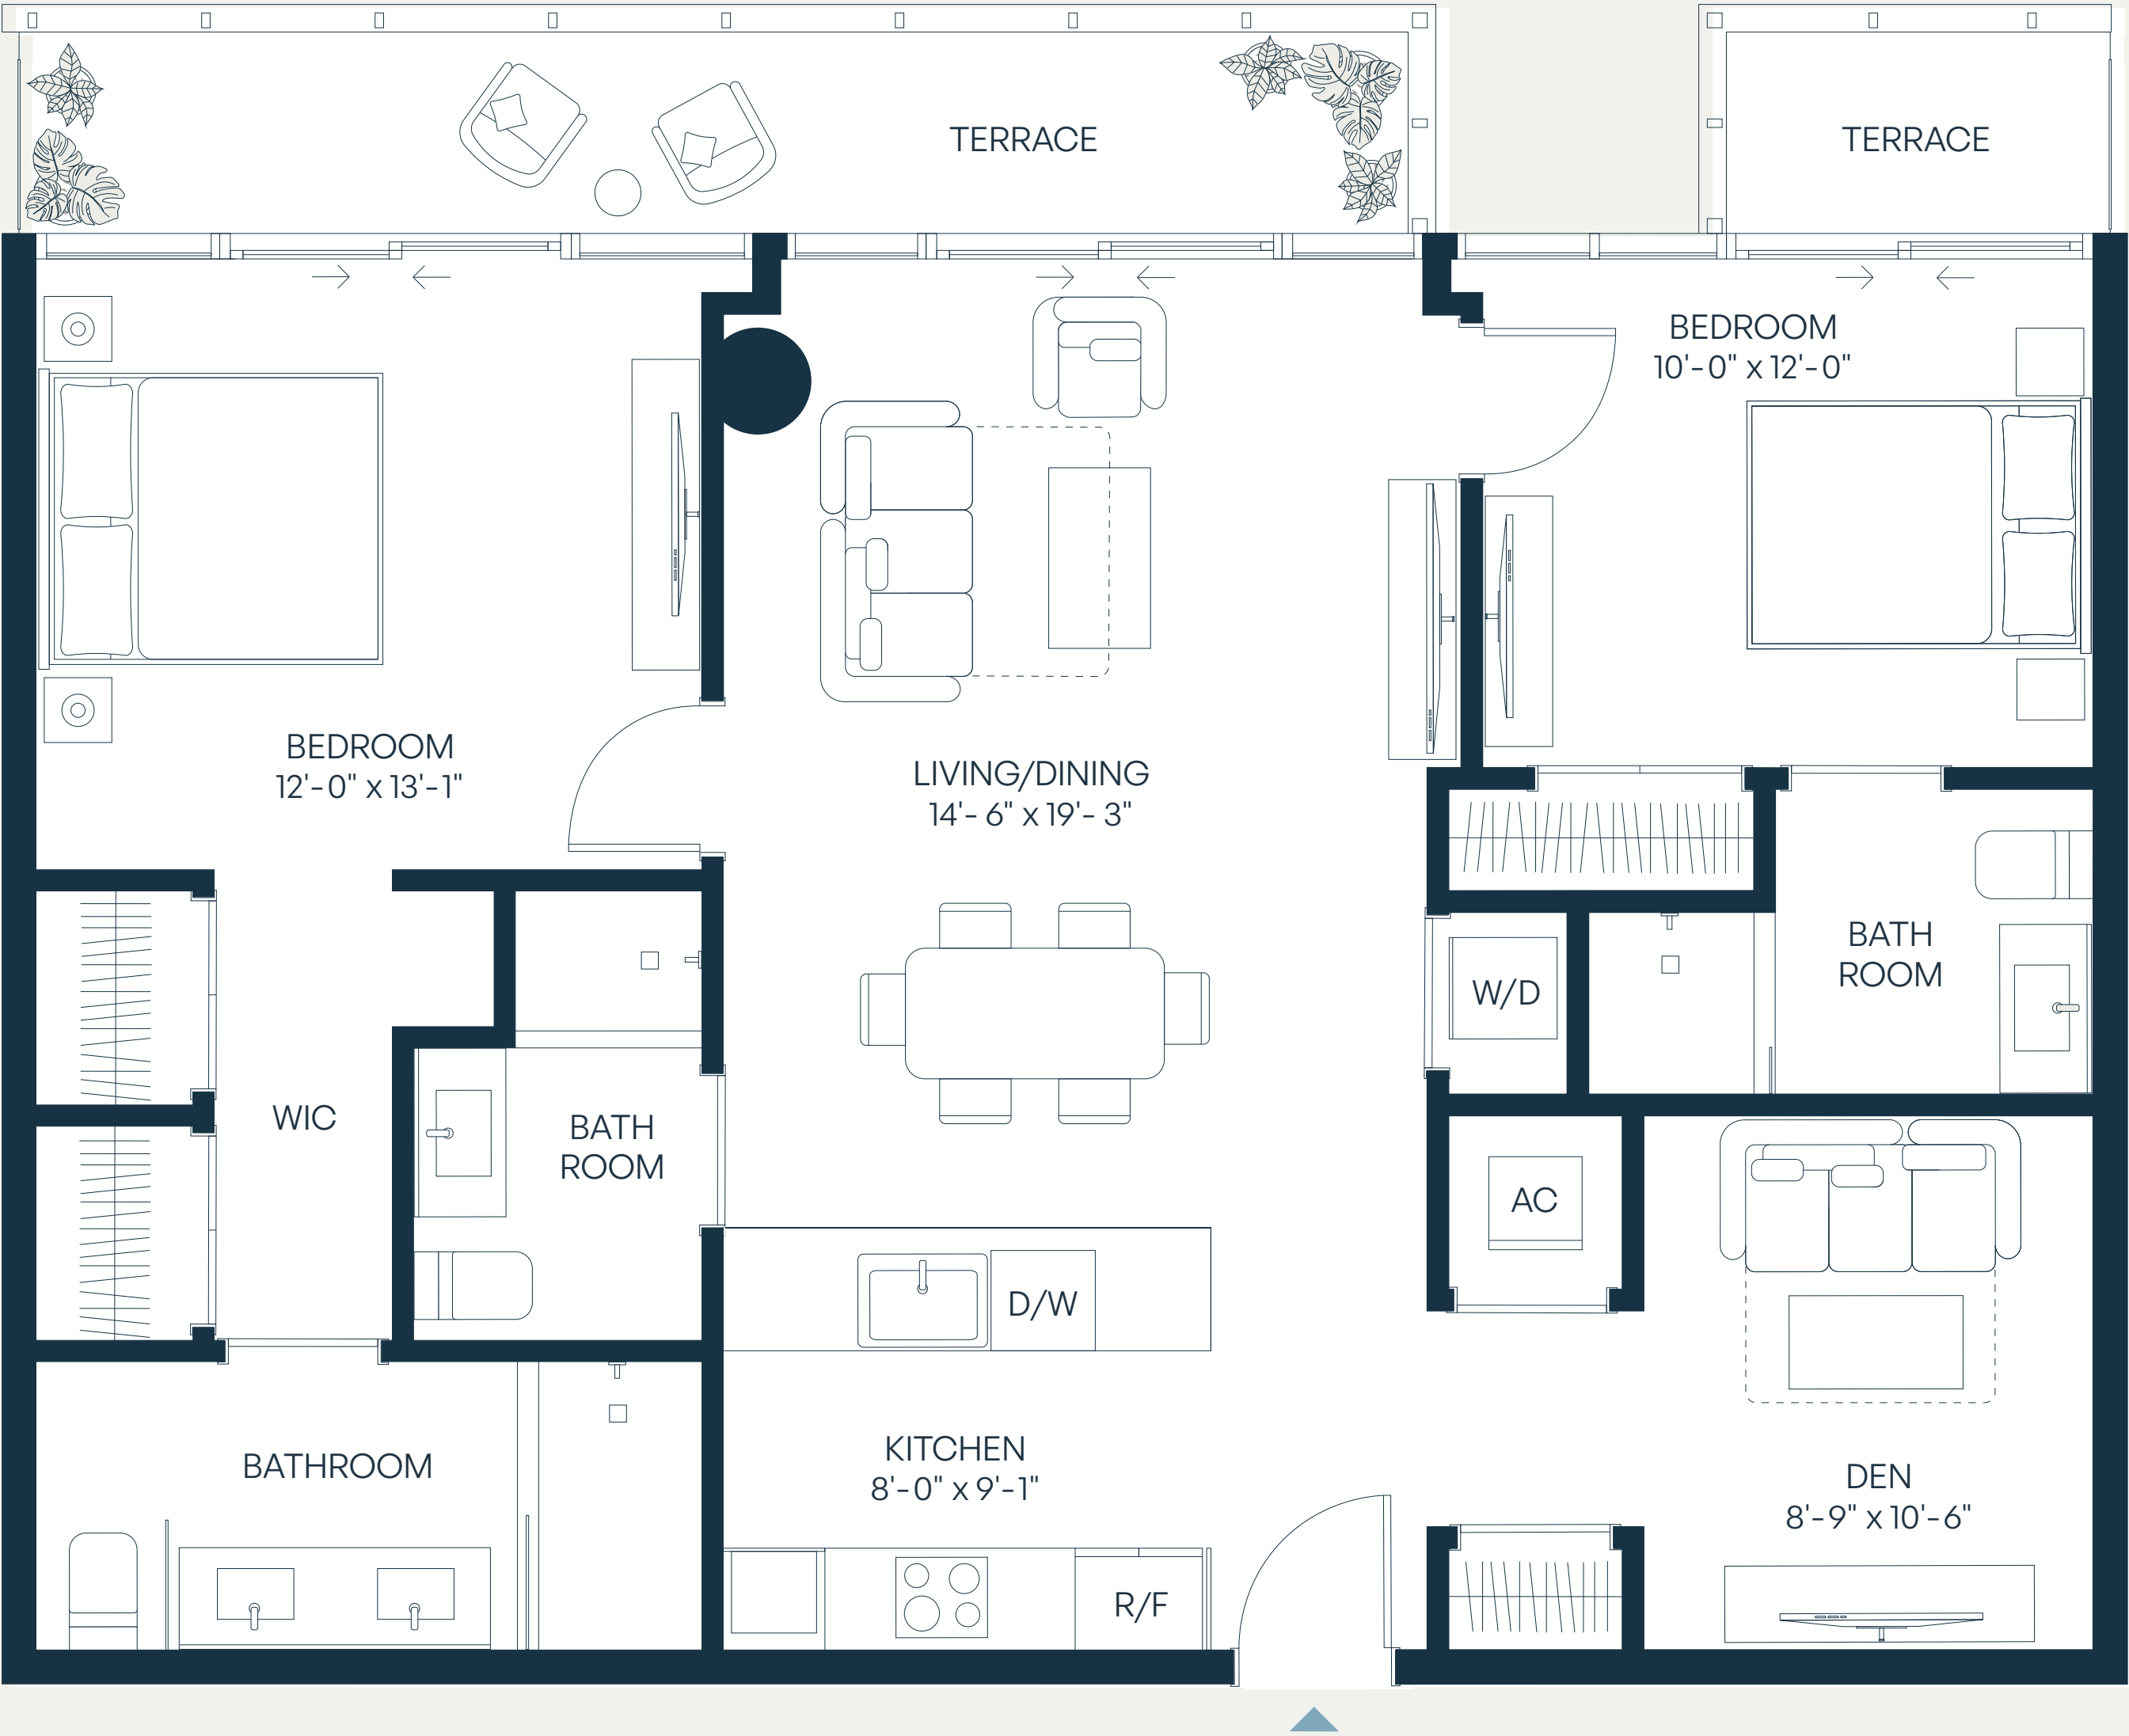 TERRACE
TERRACE
BEDROOM
10'-0" x 12'-0"
BEDROOM
12'-0" x 13'-1"
LIVING/DINING
14'- 6" x 19'- 3"
BATH
ROOM
W/D
WIC
BATH
ROOM
AC
D/W
BATHROOM
KITCHEN
8'-0" x 9'-1"
DEN
8'-9" x 10'-6"
R/F